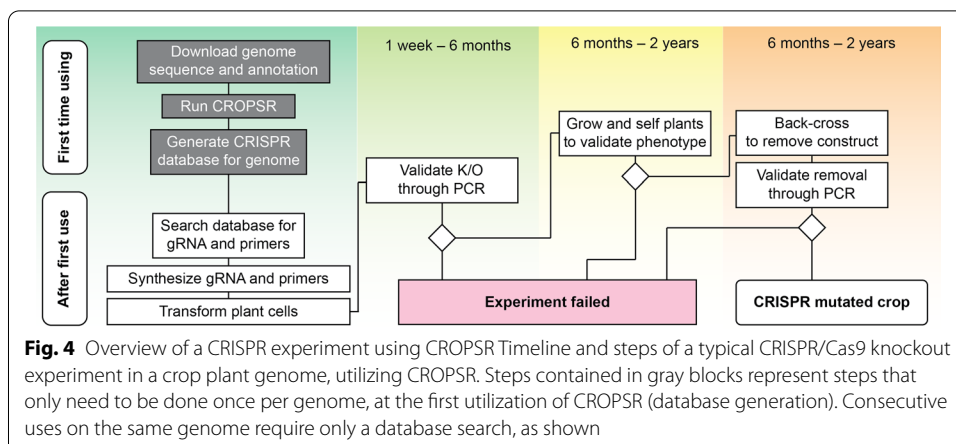 First time using
After first use
Download genome
sequence and annotation
Run CROPSR
Generate CRISPR
database for genome
Search database for
gRNA and primers
Synthesize gRNA and primers
Transform plant cells
1 week – 6 months
Validate K/O
through PCR
6 months – 2 years
Grow and self plants
to validate phenotype
6 months – 2 years
Back-cross
to remove construct
Validate removal
through PCR
Experiment failed
CRISPR mutated crop
Fig. 4 Overview of a CRISPR experiment using CROPSR Timeline and steps of a typical CRISPR/Cas9 knockout
experiment in a crop plant genome, utilizing CROPSR. Steps contained in gray blocks represent steps that
only need to be done once per genome, at the first utilization of CROPSR (database generation). Consecutive
uses on the same genome require only a database search, as shown